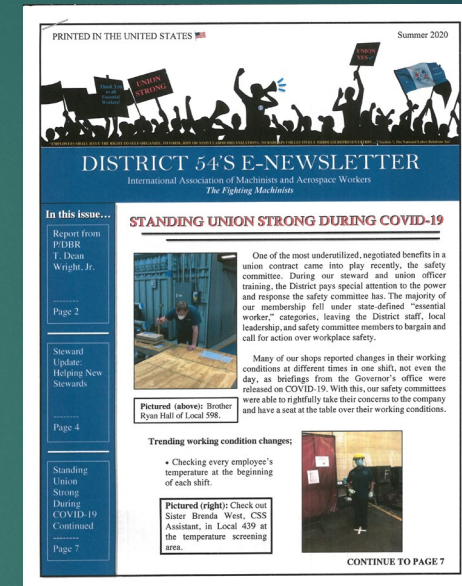 PRINTED IN THE UNITED STATES
Summer 2020
Thank You
to all
Essential
Workers!
UNION
STRONG
UNION
YES
DISTRICT 54'S E-NEWSLETTER
International Association of Machinists and Aerospace Workers
The Fighting Machinists
In this issue…
Report from
P/DBR
T. Dean
Wright, Jr.
--------
Page 2
Steward
Update:
Helping New
Stewards
--------
Page 4
Standing
Union
Strong
During
COVID-19
Continued
--------
Page 7
STANDING UNION STRONG DURING COVID-19
One of the most underutilized, negotiated benefits in a
union contract came into play recently, the safety
committee. During our steward and union officer
training, the District pays special attention to the power
and response the safety committee has. The majority of
our membership fell under state-defined "essential
worker," categories, leaving the District staff, local
leadership, and safety committee members to bargain and
call for action over workplace safety.
Many of our shops reported changes in their working
conditions at different times in one shift, not even the
day, as briefings from the Governor's office were
released on COVID-19. With this, our safety committees
were able to rightfully take their concerns to the company
and have a seat at the table over their working conditions.
Pictured (above): Brother
Ryan Hall of Local 598.
Trending working condition changes;
• Checking every employee's
temperature at the beginning
of each shift.
Pictured (right): Check out
Sister Brenda West, CSS
Assistant, in Local 439 at
the temperature screening
area.
CONTINUE TO PAGE 7